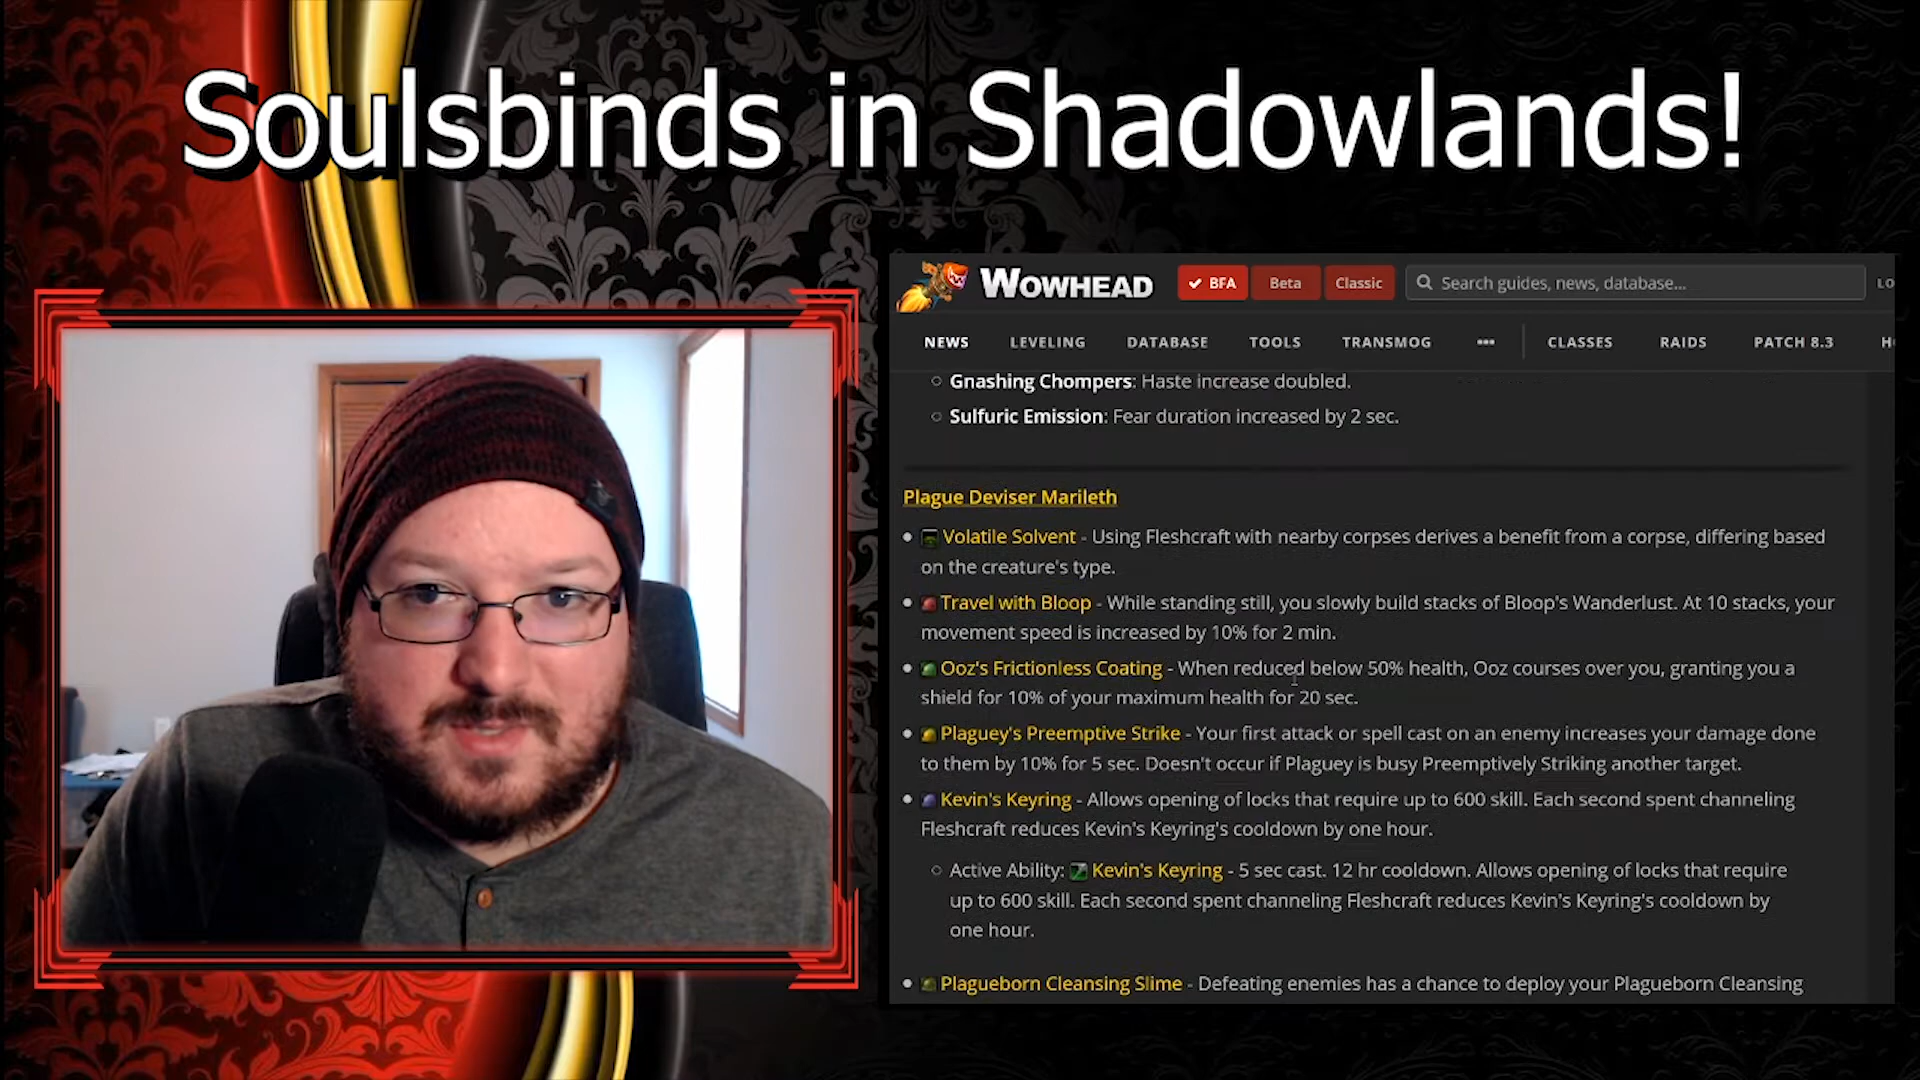 Soulsbinds in Shadowlands!
WOWHEAD
BFA
Beta
Classic
Search guides, news, database...
LO
NEWS
LEVELING
DATABASE
TOOLS
TRANSMOG
•••
CLASSES
RAIDS
PATCH 8.3
H
Gnashing Chompers: Haste increase doubled.
Sulfuric Emission: Fear duration increased by 2 sec.
Plague Deviser Marileth
Volatile Solvent - Using Fleshcraft with nearby corpses derives a benefit from a corpse, differing based
on the creature's type.
Travel with Bloop - While standing still, you slowly build stacks of Bloop's Wanderlust. At 10 stacks, your
movement speed is increased by 10% for 2 min.
Ooz's Frictionless Coating - When reduced below 50% health, Ooz courses over you, granting you a
shield for 10% of your maximum health for 20 sec.
Plaguey's Preemptive Strike - Your first attack or spell cast on an enemy increases your damage done
to them by 10% for 5 sec. Doesn't occur if Plaguey is busy Preemptively Striking another target.
Kevin's Keyring - Allows opening of locks that require up to 600 skill. Each second spent channeling
Fleshcraft reduces Kevin's Keyring's cooldown by one hour.
Active Ability: Kevin's Keyring - 5 sec cast. 12 hr cooldown. Allows opening of locks that require
up to 600 skill. Each second spent channeling Fleshcraft reduces Kevin's Keyring's cooldown by
one hour.
Plagueborn Cleansing Slime - Defeating enemies has a chance to deploy your Plagueborn Cleansing